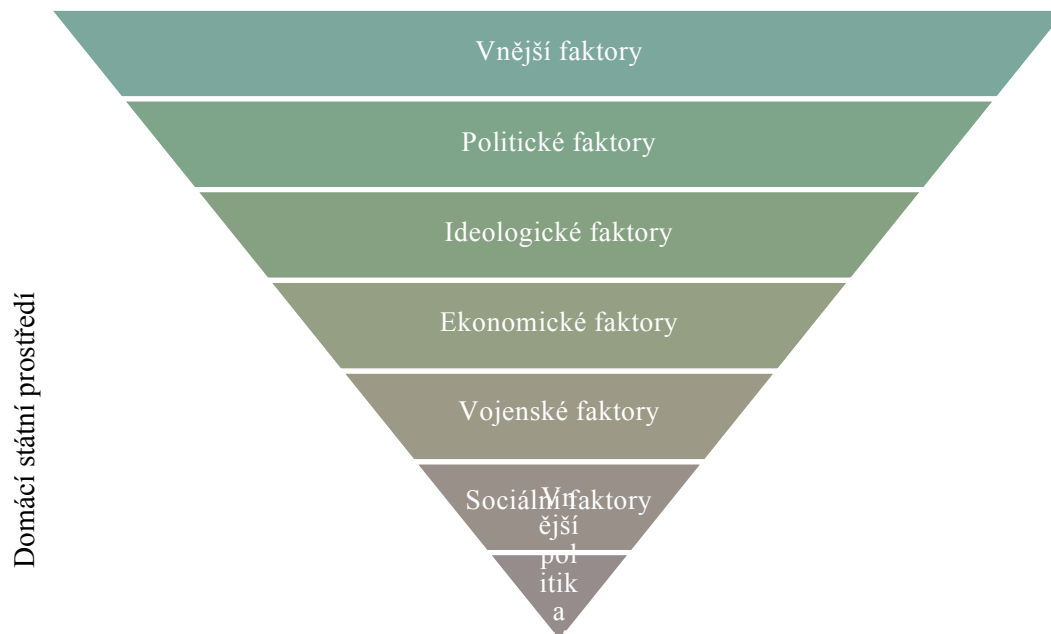 Vnější faktory
Politické faktory
Ideologické faktory
Ekonomické faktory
Vojenské faktory
Sociální faktory
Vn
ější
pol
itik
a
Domácí státní prostředí